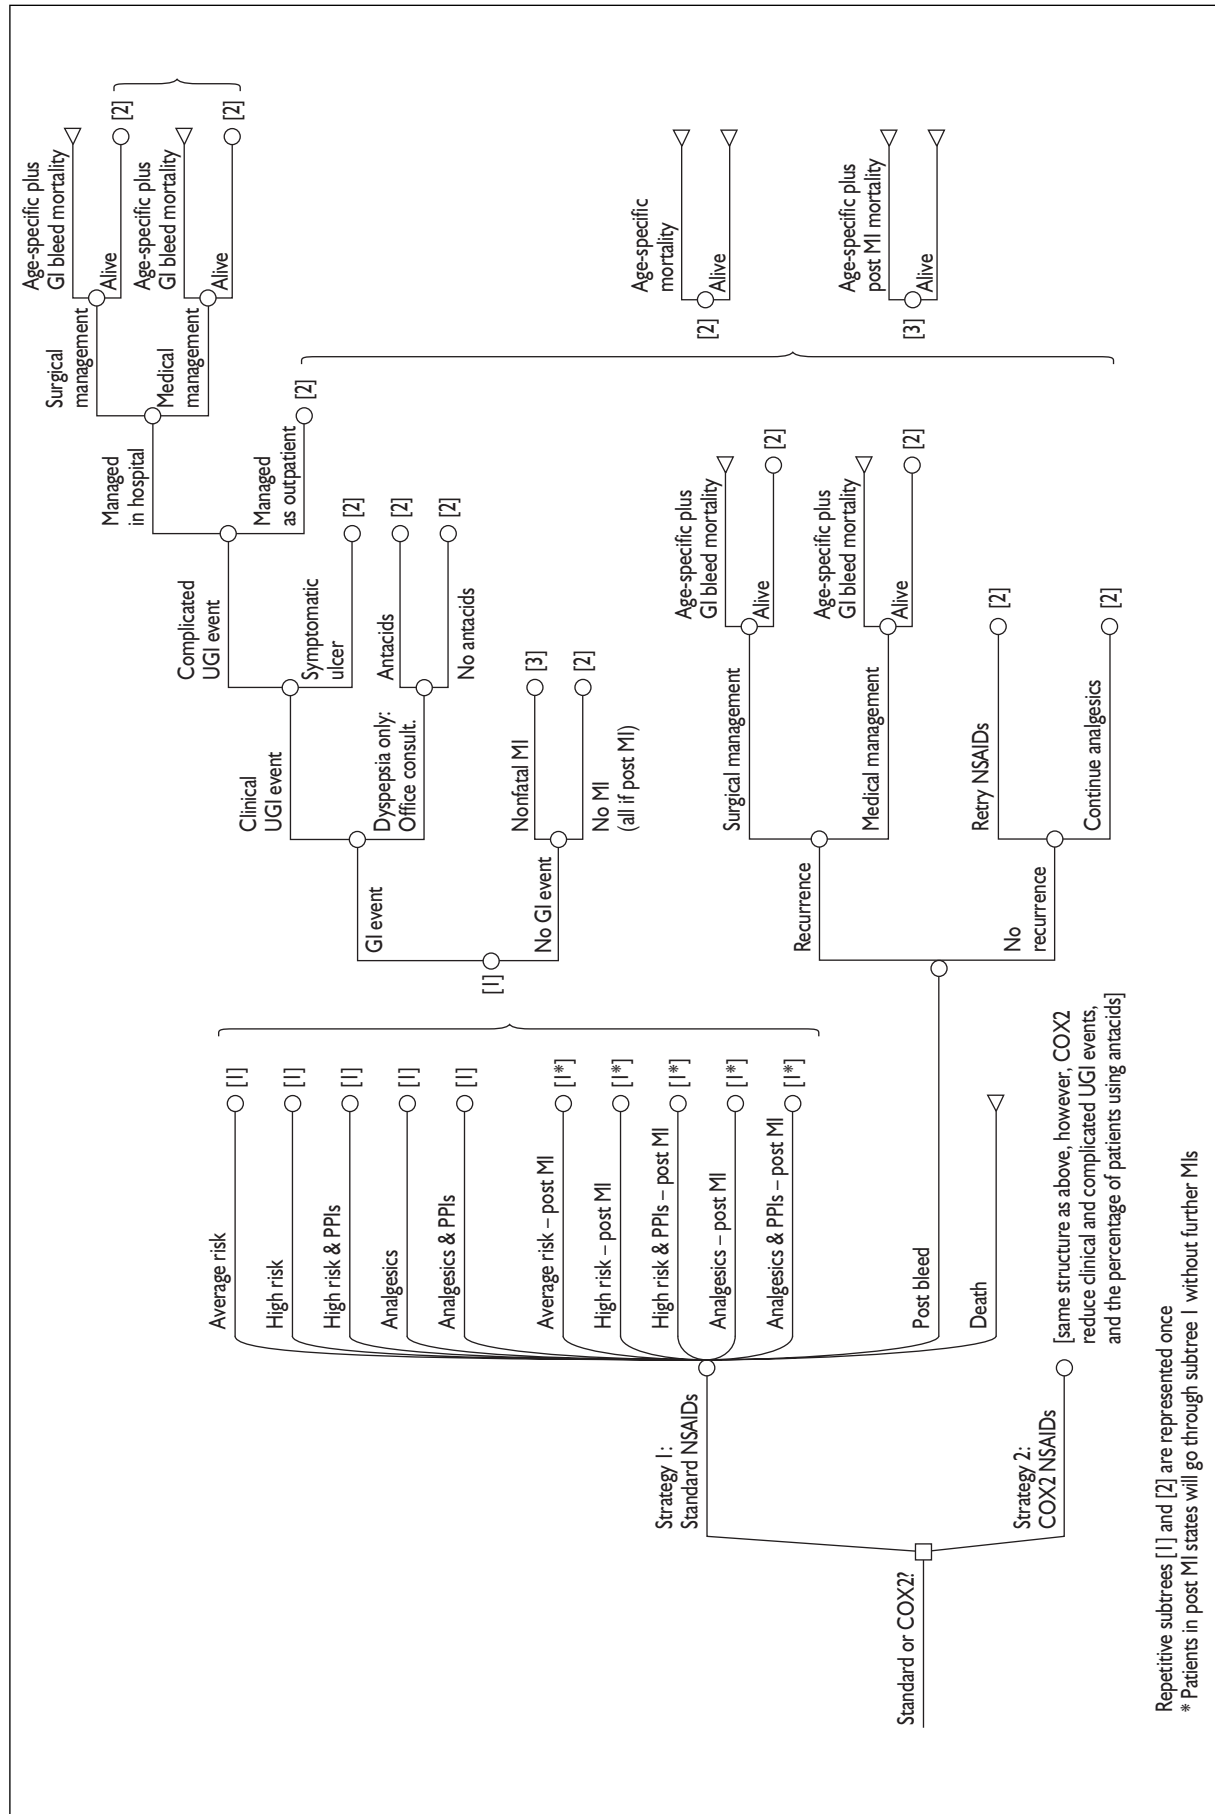 Standard or COX2?
Strategy 1:
Standard NSAIDs
Strategy 2:
COX2 NSAIDs
[same structure as above, however, COX2
reduce clinical and complicated UGI events,
and the percentage of patients using antacids]
Average risk
[1]
High risk
[1]
High risk & PPIs
[1]
Analgesics
[1]
Analgesics & PPIs
[1]
Average risk – post MI
[1*]
High risk – post MI
[1*]
High risk & PPIs – post MI
[1*]
Analgesics – post MI
[1*]
Analgesics & PPIs – post MI
[1*]
Post bleed
Death
[1]
GI event
No GI event
Clinical
UGI event
Dyspepsia only:
Office consult.
Nonfatal MI
[3]
No MI
(all if post MI)
[2]
Complicated
UGI event
Symptomatic
ulcer
[2]
Antacids
[2]
No antacids
[2]
Managed
in hospital
Managed
as outpatient
[2]
Surgical
management
Medical
management
Age-specific plus
GI bleed mortality
Alive
[2]
Age-specific plus
GI bleed mortality
Alive
[2]
Recurrence
No
recurrence
Surgical management
Medical management
Retry NSAIDs
[2]
Continue analgesics
[2]
Age-specific plus
GI bleed mortality
Alive
[2]
Age-specific plus
GI bleed mortality
Alive
[2]
[2]
Age-specific
mortality
Alive
[3]
Age-specific plus
post MI mortality
Alive
Repetitive subtrees [1] and [2] are represented once
* Patients in post MI states will go through subtree 1 without further MIs